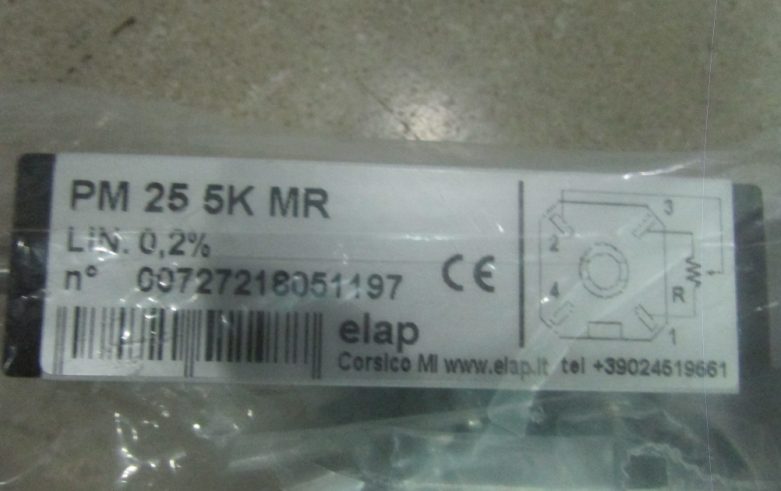 PM 25 5K MR
LIN. 0,2%
n° 00727218051197
CE
elap
Corsico MI www.elap.it tel +39024519661
3
2
4
R
1